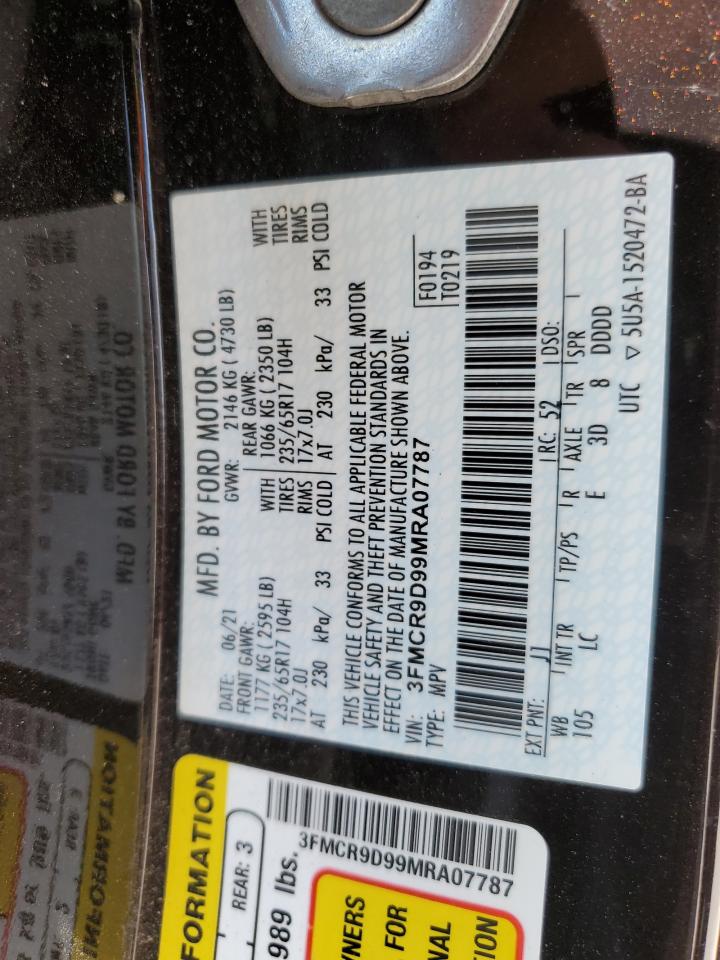 MFD. BY FORD MOTOR CO.
DATE: 06/21 GVWR: 2146 KG ( 4730 LB)
FRONT GAWR: REAR GAWR:
1177 KG ( 2595 LB) WITH 1066 KG ( 2350 LB) WITH
235/65R17 104H TIRES 235/65R17 104H TIRES
17x7.0J RIMS 17x7.0J RIMS
AT 230 kPa/ 33 PSI COLD AT 230 kPa/ 33 PSI COLD
THIS VEHICLE CONFORMS TO ALL APPLICABLE FEDERAL MOTOR
VEHICLE SAFETY AND THEFT PREVENTION STANDARDS IN
EFFECT ON THE DATE OF MANUFACTURE SHOWN ABOVE.
VIN: 3FMCR9D99MRA07787
TYPE: MPV
F0194
T0219
EXT PNT: JJ RC: 52 DSO:
WB INT TR TP/PS R AXLE TR SPR
105 LC E 3D 8 DDDD
UTC ▽ 5U5A-1520472-BA
FORMATION
REAR: 3
989 lbs.
3FMCR9D99MRA07787
WNERS
FOR
NAL
ION